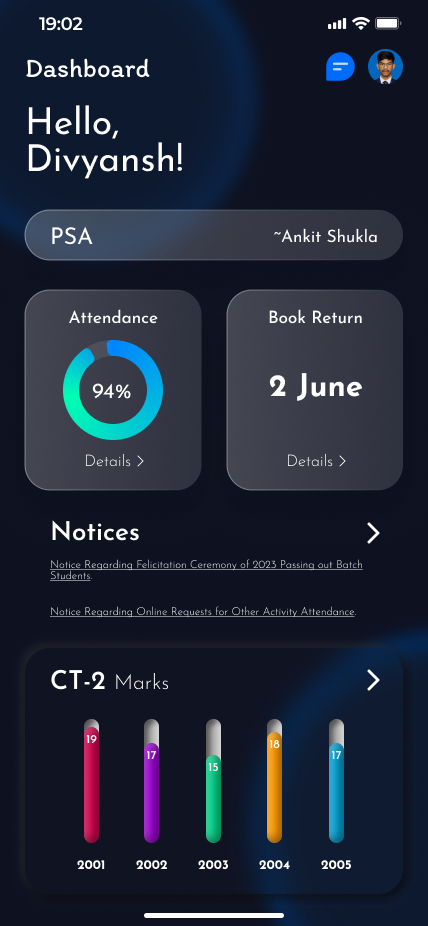 19:02
Dashboard
Hello,
Divyansh!
PSA ~Ankit Shukla
Attendance
94%
Details
Book Return
2 June
Details
Notices
Notice Regarding Felicitation Ceremony of 2023 Passing out Batch
Students.
Notice Regarding Online Requests for Other Activity Attendance.
CT-2 Marks
19 17 15 18 17
2001 2002 2003 2004 2005